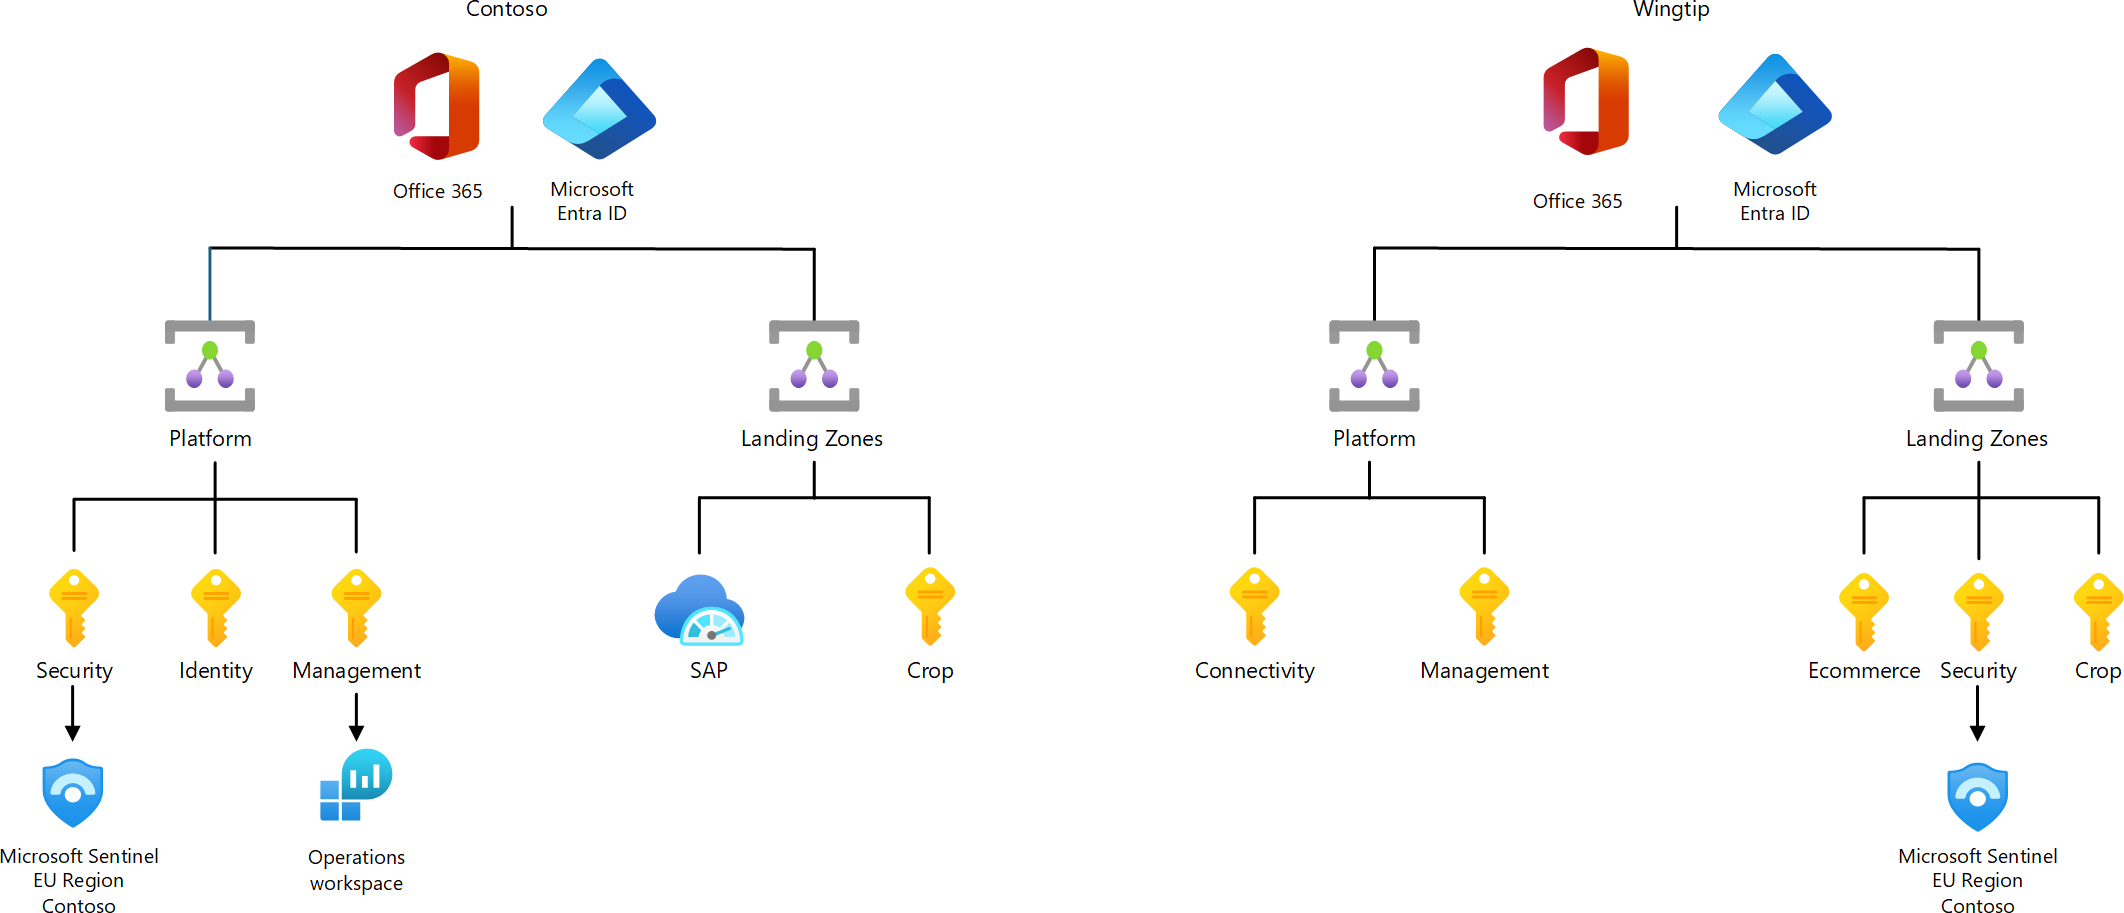 Contoso
Wingtip
Office 365
Microsoft
Entra ID
Office 365
Microsoft
Entra ID
Platform
Landing Zones
Platform
Landing Zones
Security
Identity
Management
SAP
Crop
Connectivity
Management
Ecommerce
Security
Crop
Microsoft Sentinel
EU Region
Contoso
Operations
workspace
Microsoft Sentinel
EU Region
Contoso